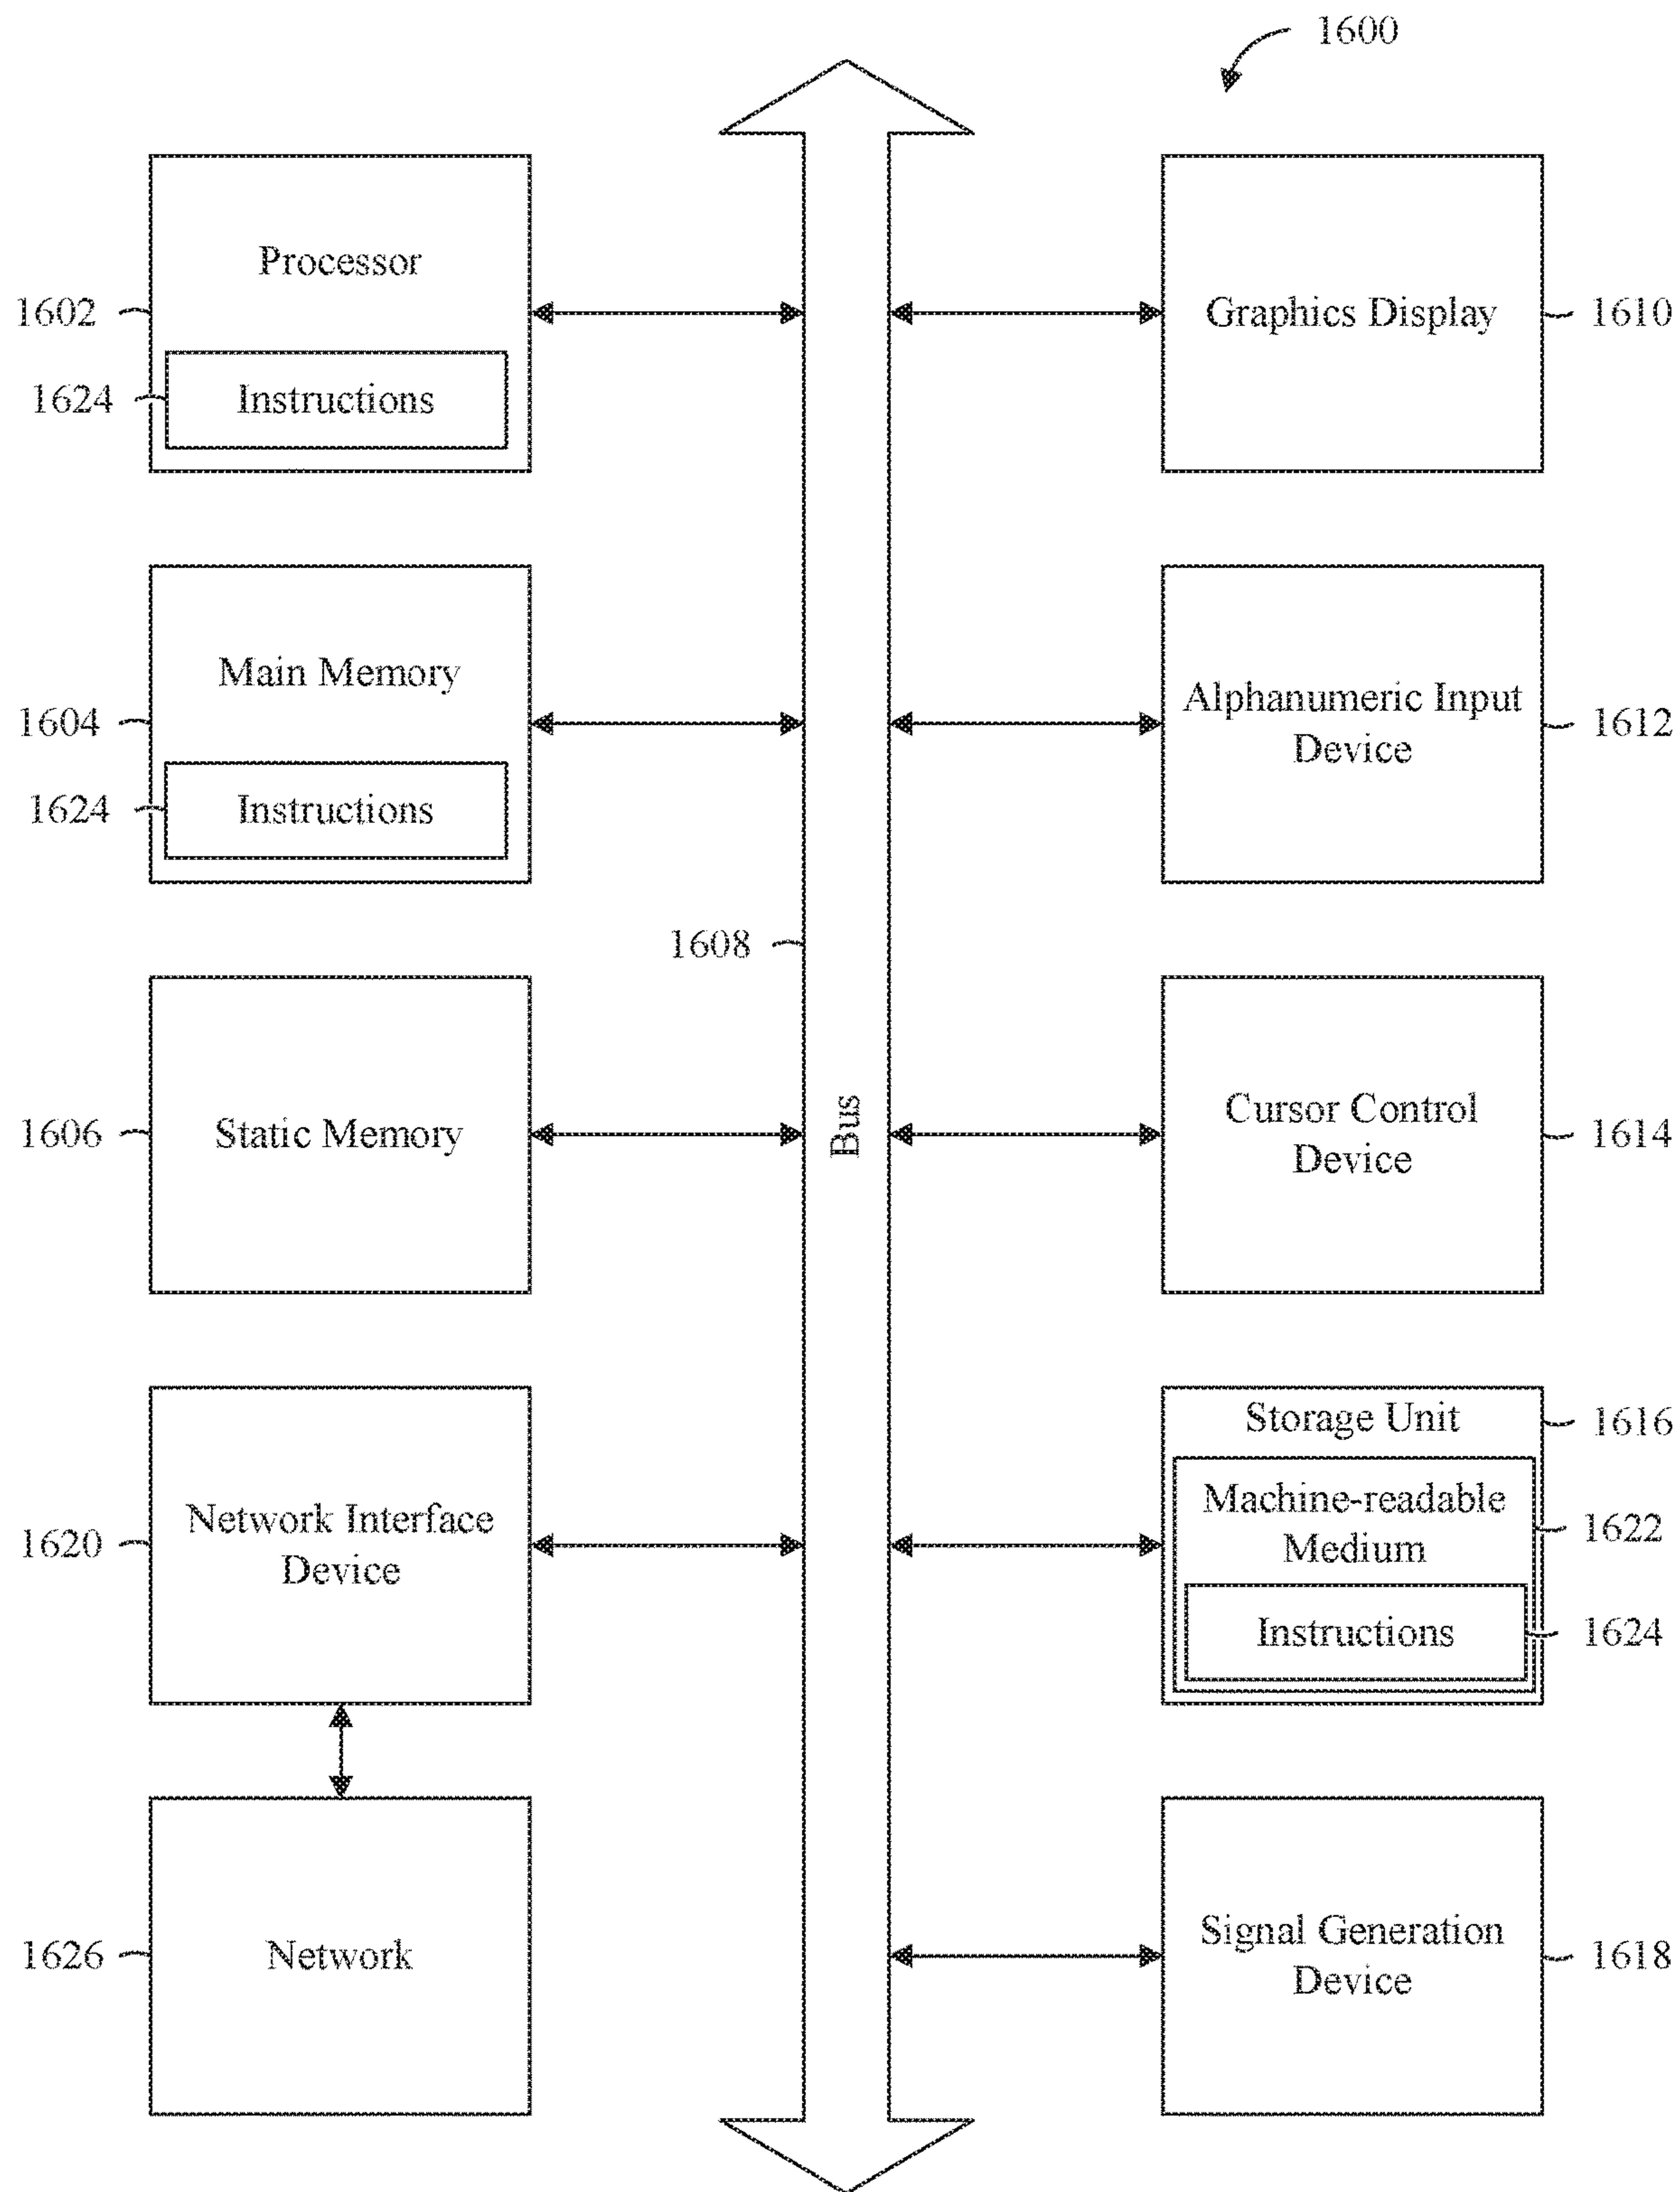 1600
Processor
1602
1624
Instructions
Graphics Display
1610
Main Memory
1604
1624
Instructions
Alphanumeric Input
Device
1612
1608
Bus
Static Memory
1606
Cursor Control
Device
1614
Network Interface
Device
1620
Storage Unit
1616
Machine-readable
Medium
1622
Instructions
1624
Network
1626
Signal Generation
Device
1618